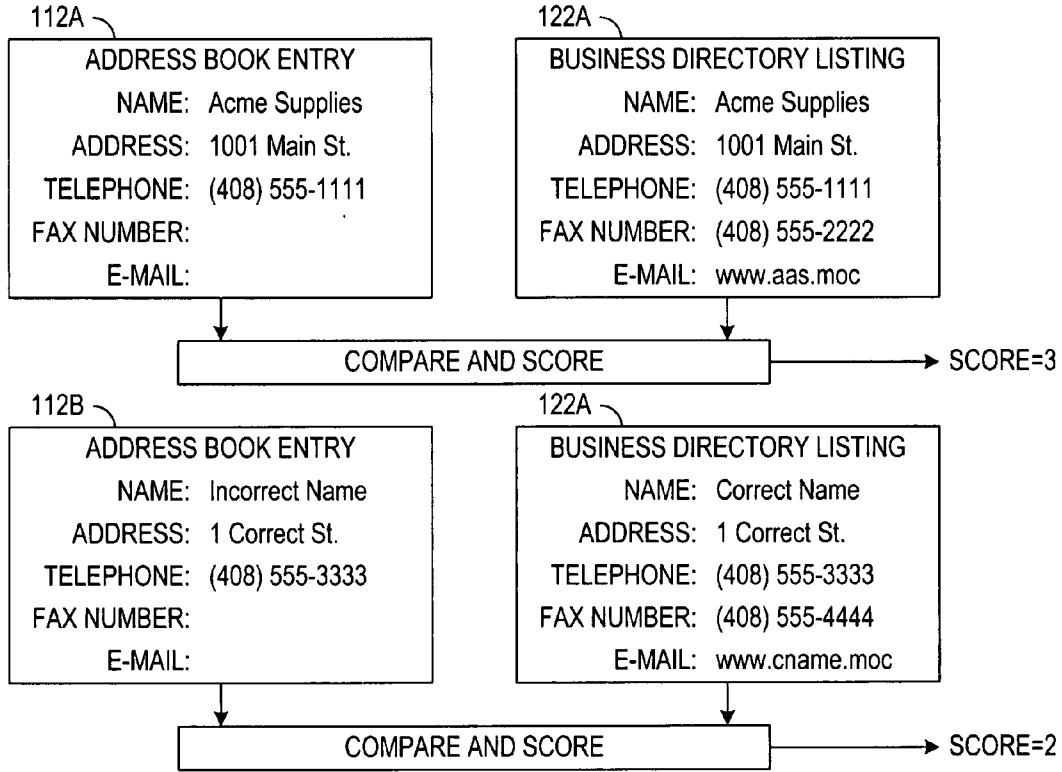 112A
122A
ADDRESS BOOK ENTRY
NAME: Acme Supplies
ADDRESS: 1001 Main St.
TELEPHONE: (408) 555-1111
FAX NUMBER:
E-MAIL:
BUSINESS DIRECTORY LISTING
NAME: Acme Supplies
ADDRESS: 1001 Main St.
TELEPHONE: (408) 555-1111
FAX NUMBER: (408) 555-2222
E-MAIL: www.aas.moc
COMPARE AND SCORE
SCORE=3
112B
122A
ADDRESS BOOK ENTRY
NAME: Incorrect Name
ADDRESS: 1 Correct St.
TELEPHONE: (408) 555-3333
FAX NUMBER:
E-MAIL:
BUSINESS DIRECTORY LISTING
NAME: Correct Name
ADDRESS: 1 Correct St.
TELEPHONE: (408) 555-3333
FAX NUMBER: (408) 555-4444
E-MAIL: www.cname.moc
COMPARE AND SCORE
SCORE=2